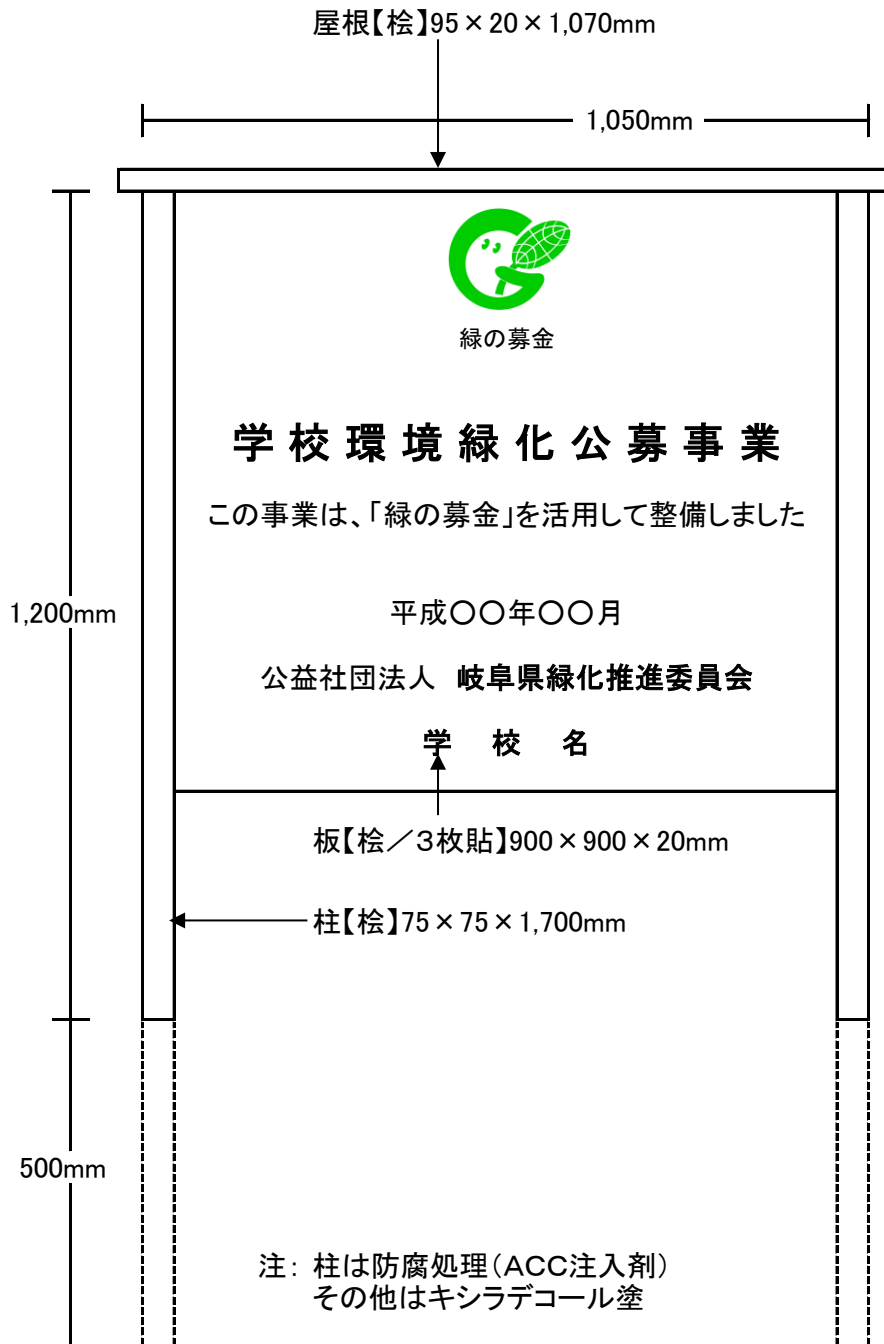 屋根【桧】95×20×1,070mm
1,050mm
緑の募金
学校環境緑化公募事業
この事業は、「緑の募金」を活用して整備しました
1,200mm
平成〇〇年〇〇月
公益社団法人 岐阜県緑化推進委員会
学 校 名
板【桧／３枚貼】900×900×20mm
柱【桧】75×75×1,700mm
500mm
注: 柱は防腐処理(ACC注入剤)
その他はキシラデコール塗